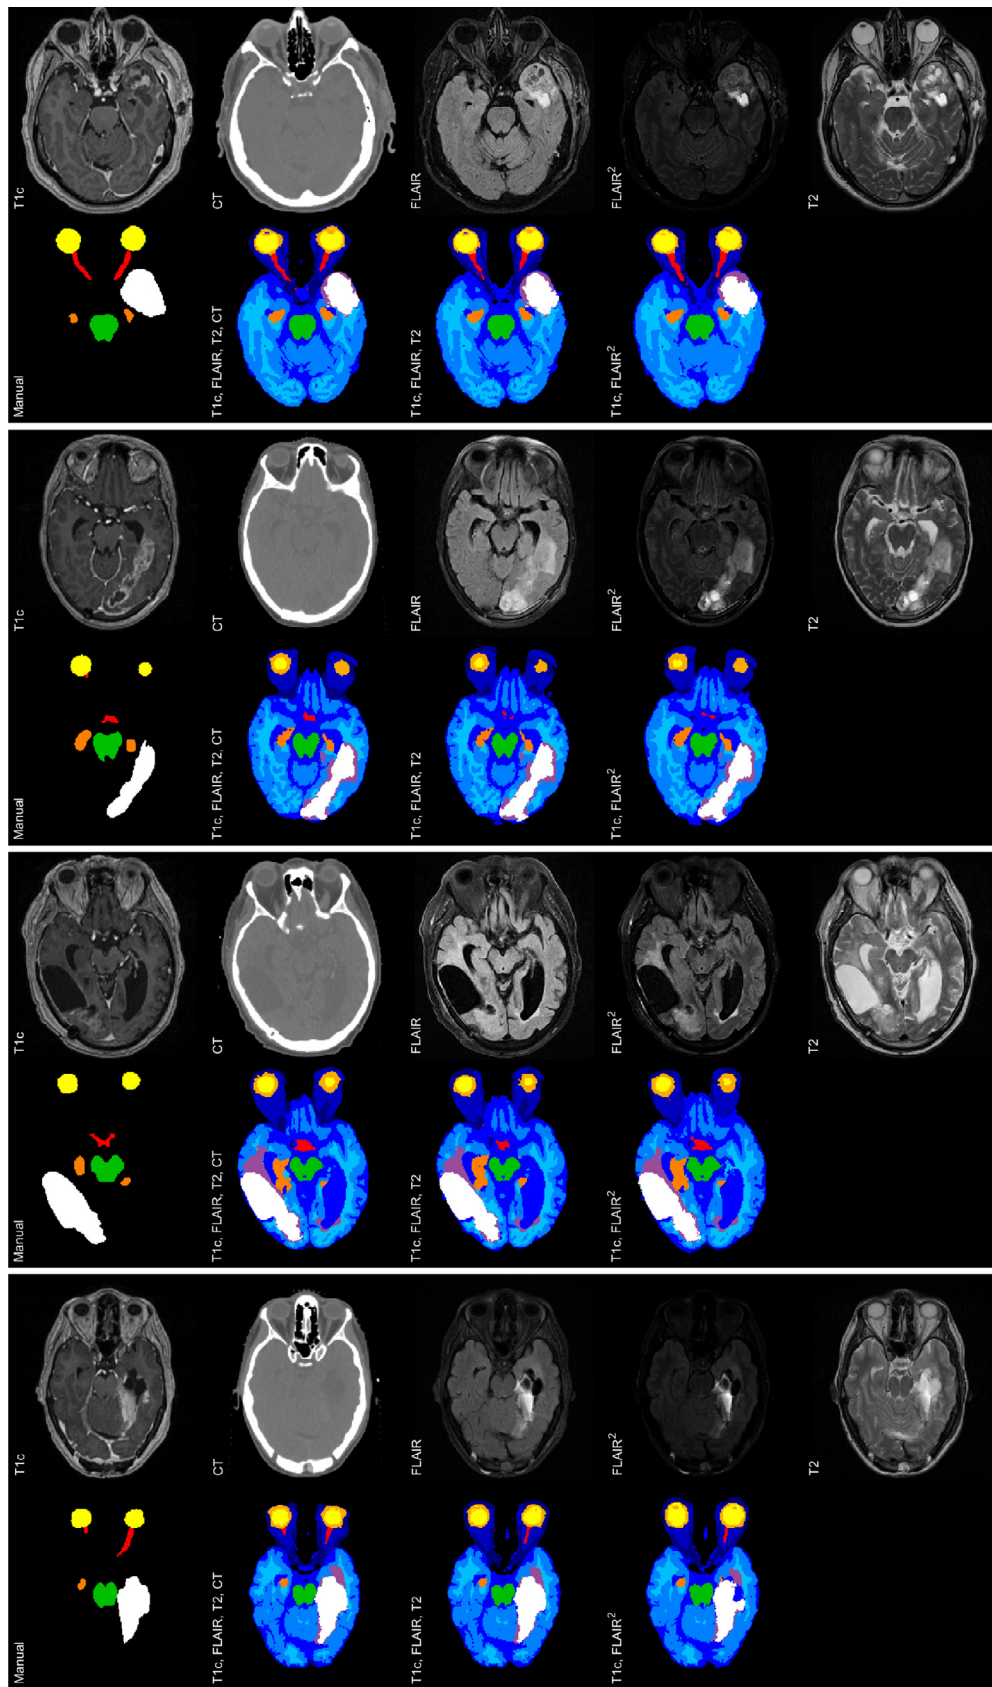 Manual
T1c
T1c, FLAIR, T2, CT
CT
T1c, FLAIR, T2
FLAIR
T1c, FLAIR²
FLAIR²
T2
Manual
T1c
T1c, FLAIR, T2, CT
CT
T1c, FLAIR, T2
FLAIR
T1c, FLAIR²
FLAIR²
T2
Manual
T1c
T1c, FLAIR, T2, CT
CT
T1c, FLAIR, T2
FLAIR
T1c, FLAIR²
FLAIR²
T2
Manual
T1c
T1c, FLAIR, T2, CT
CT
T1c, FLAIR, T2
FLAIR
T1c, FLAIR²
FLAIR²
T2